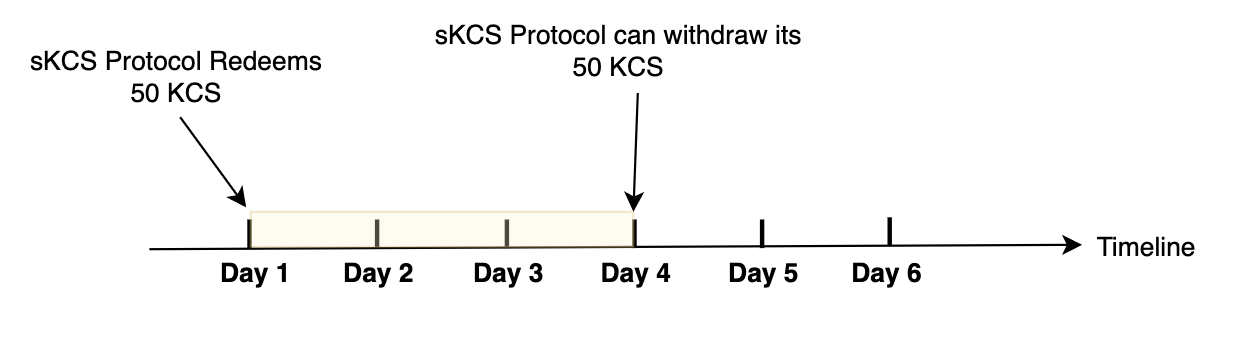 sKCS Protocol can withdraw its
50 KCS
sKCS Protocol Redeems
50 KCS
Timeline
Day 1 Day 2 Day 3 Day 4 Day 5 Day 6